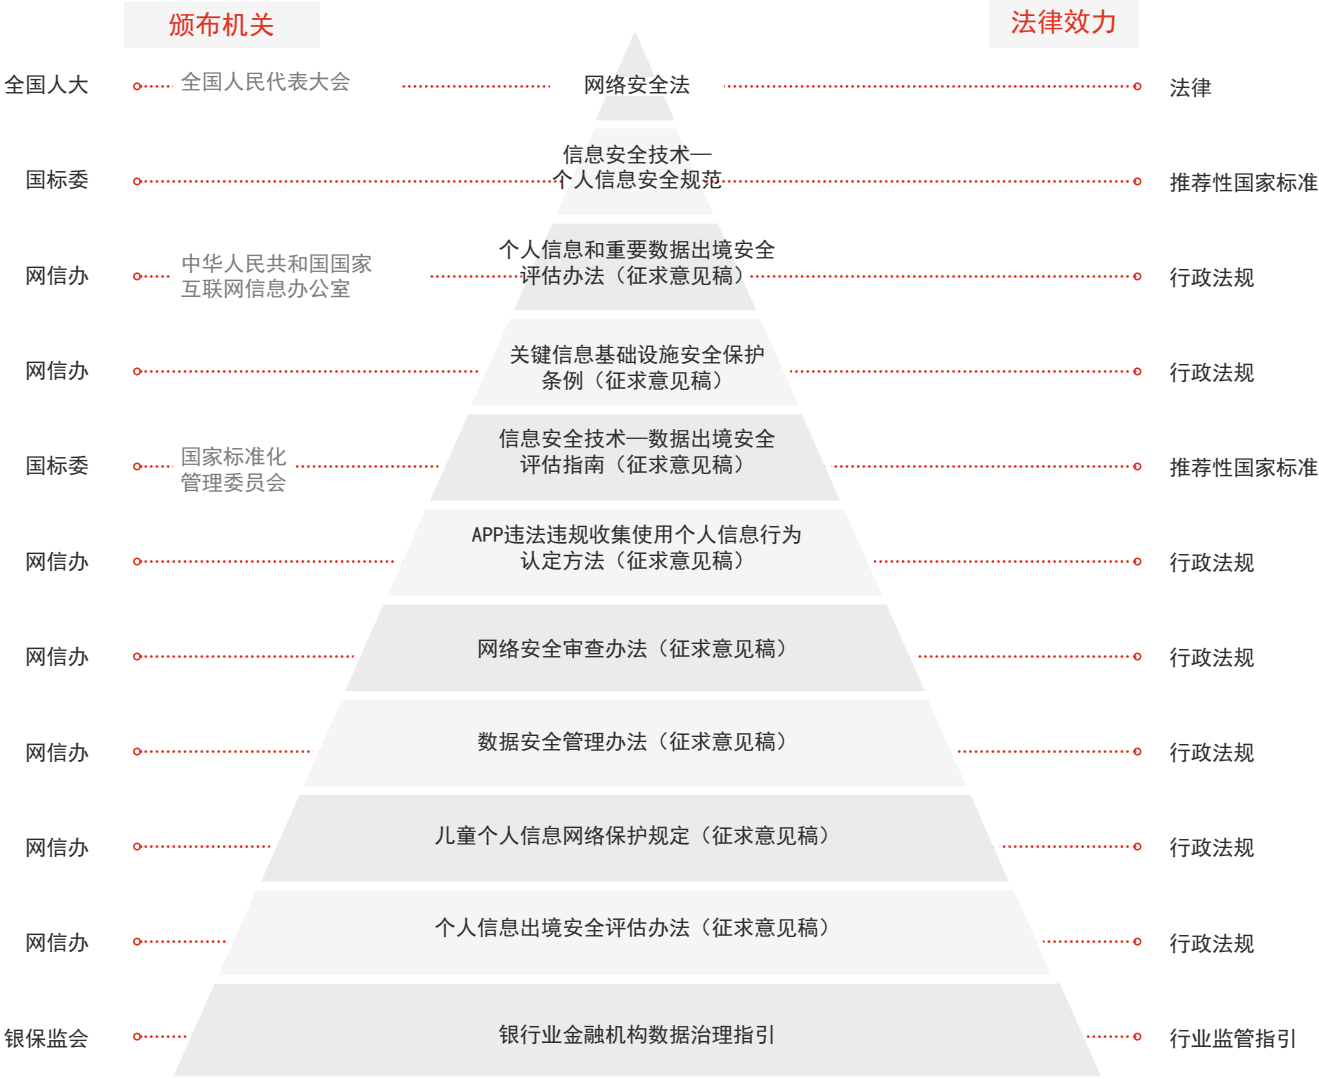 颁布机关
法律效力
全国人大
全国人民代表大会
网络安全法
法律
国标委
信息安全技术—
个人信息安全规范
推荐性国家标准
网信办
中华人民共和国国家
互联网信息办公室
个人信息和重要数据出境安全
评估办法（征求意见稿）
行政法规
网信办
关键信息基础设施安全保护
条例（征求意见稿）
行政法规
国标委
国家标准化
管理委员会
信息安全技术—数据出境安全
评估指南（征求意见稿）
推荐性国家标准
网信办
APP违法违规收集使用个人信息行为
认定方法（征求意见稿）
行政法规
网信办
网络安全审查办法（征求意见稿）
行政法规
网信办
数据安全管理办法（征求意见稿）
行政法规
网信办
儿童个人信息网络保护规定（征求意见稿）
行政法规
网信办
个人信息出境安全评估办法（征求意见稿）
行政法规
银保监会
银行业金融机构数据治理指引
行业监管指引